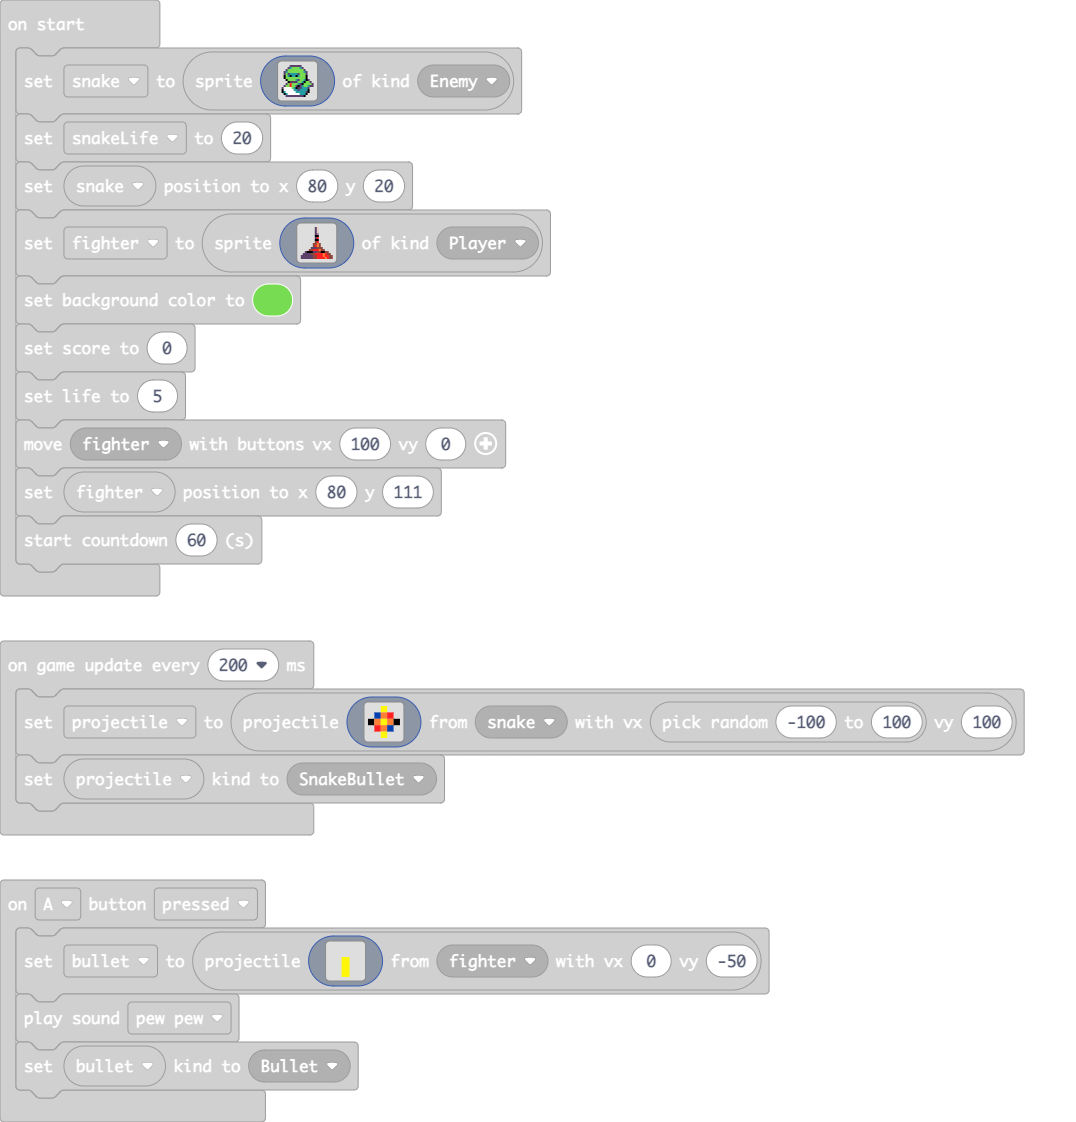 on start
set snake to sprite of kind Enemy
set snakeLife to 20
set snake position to x 80 y 20
set fighter to sprite of kind Player
set background color to
set score to 0
set life to 5
move fighter with buttons vx 100 vy 0
set fighter position to x 80 y 111
start countdown 60 (s)
on game update every 200 ms
set projectile to projectile from snake with vx pick random -100 to 100 vy 100
set projectile kind to SnakeBullet
on A button pressed
set bullet to projectile from fighter with vx 0 vy -50
play sound pew pew
set bullet kind to Bullet